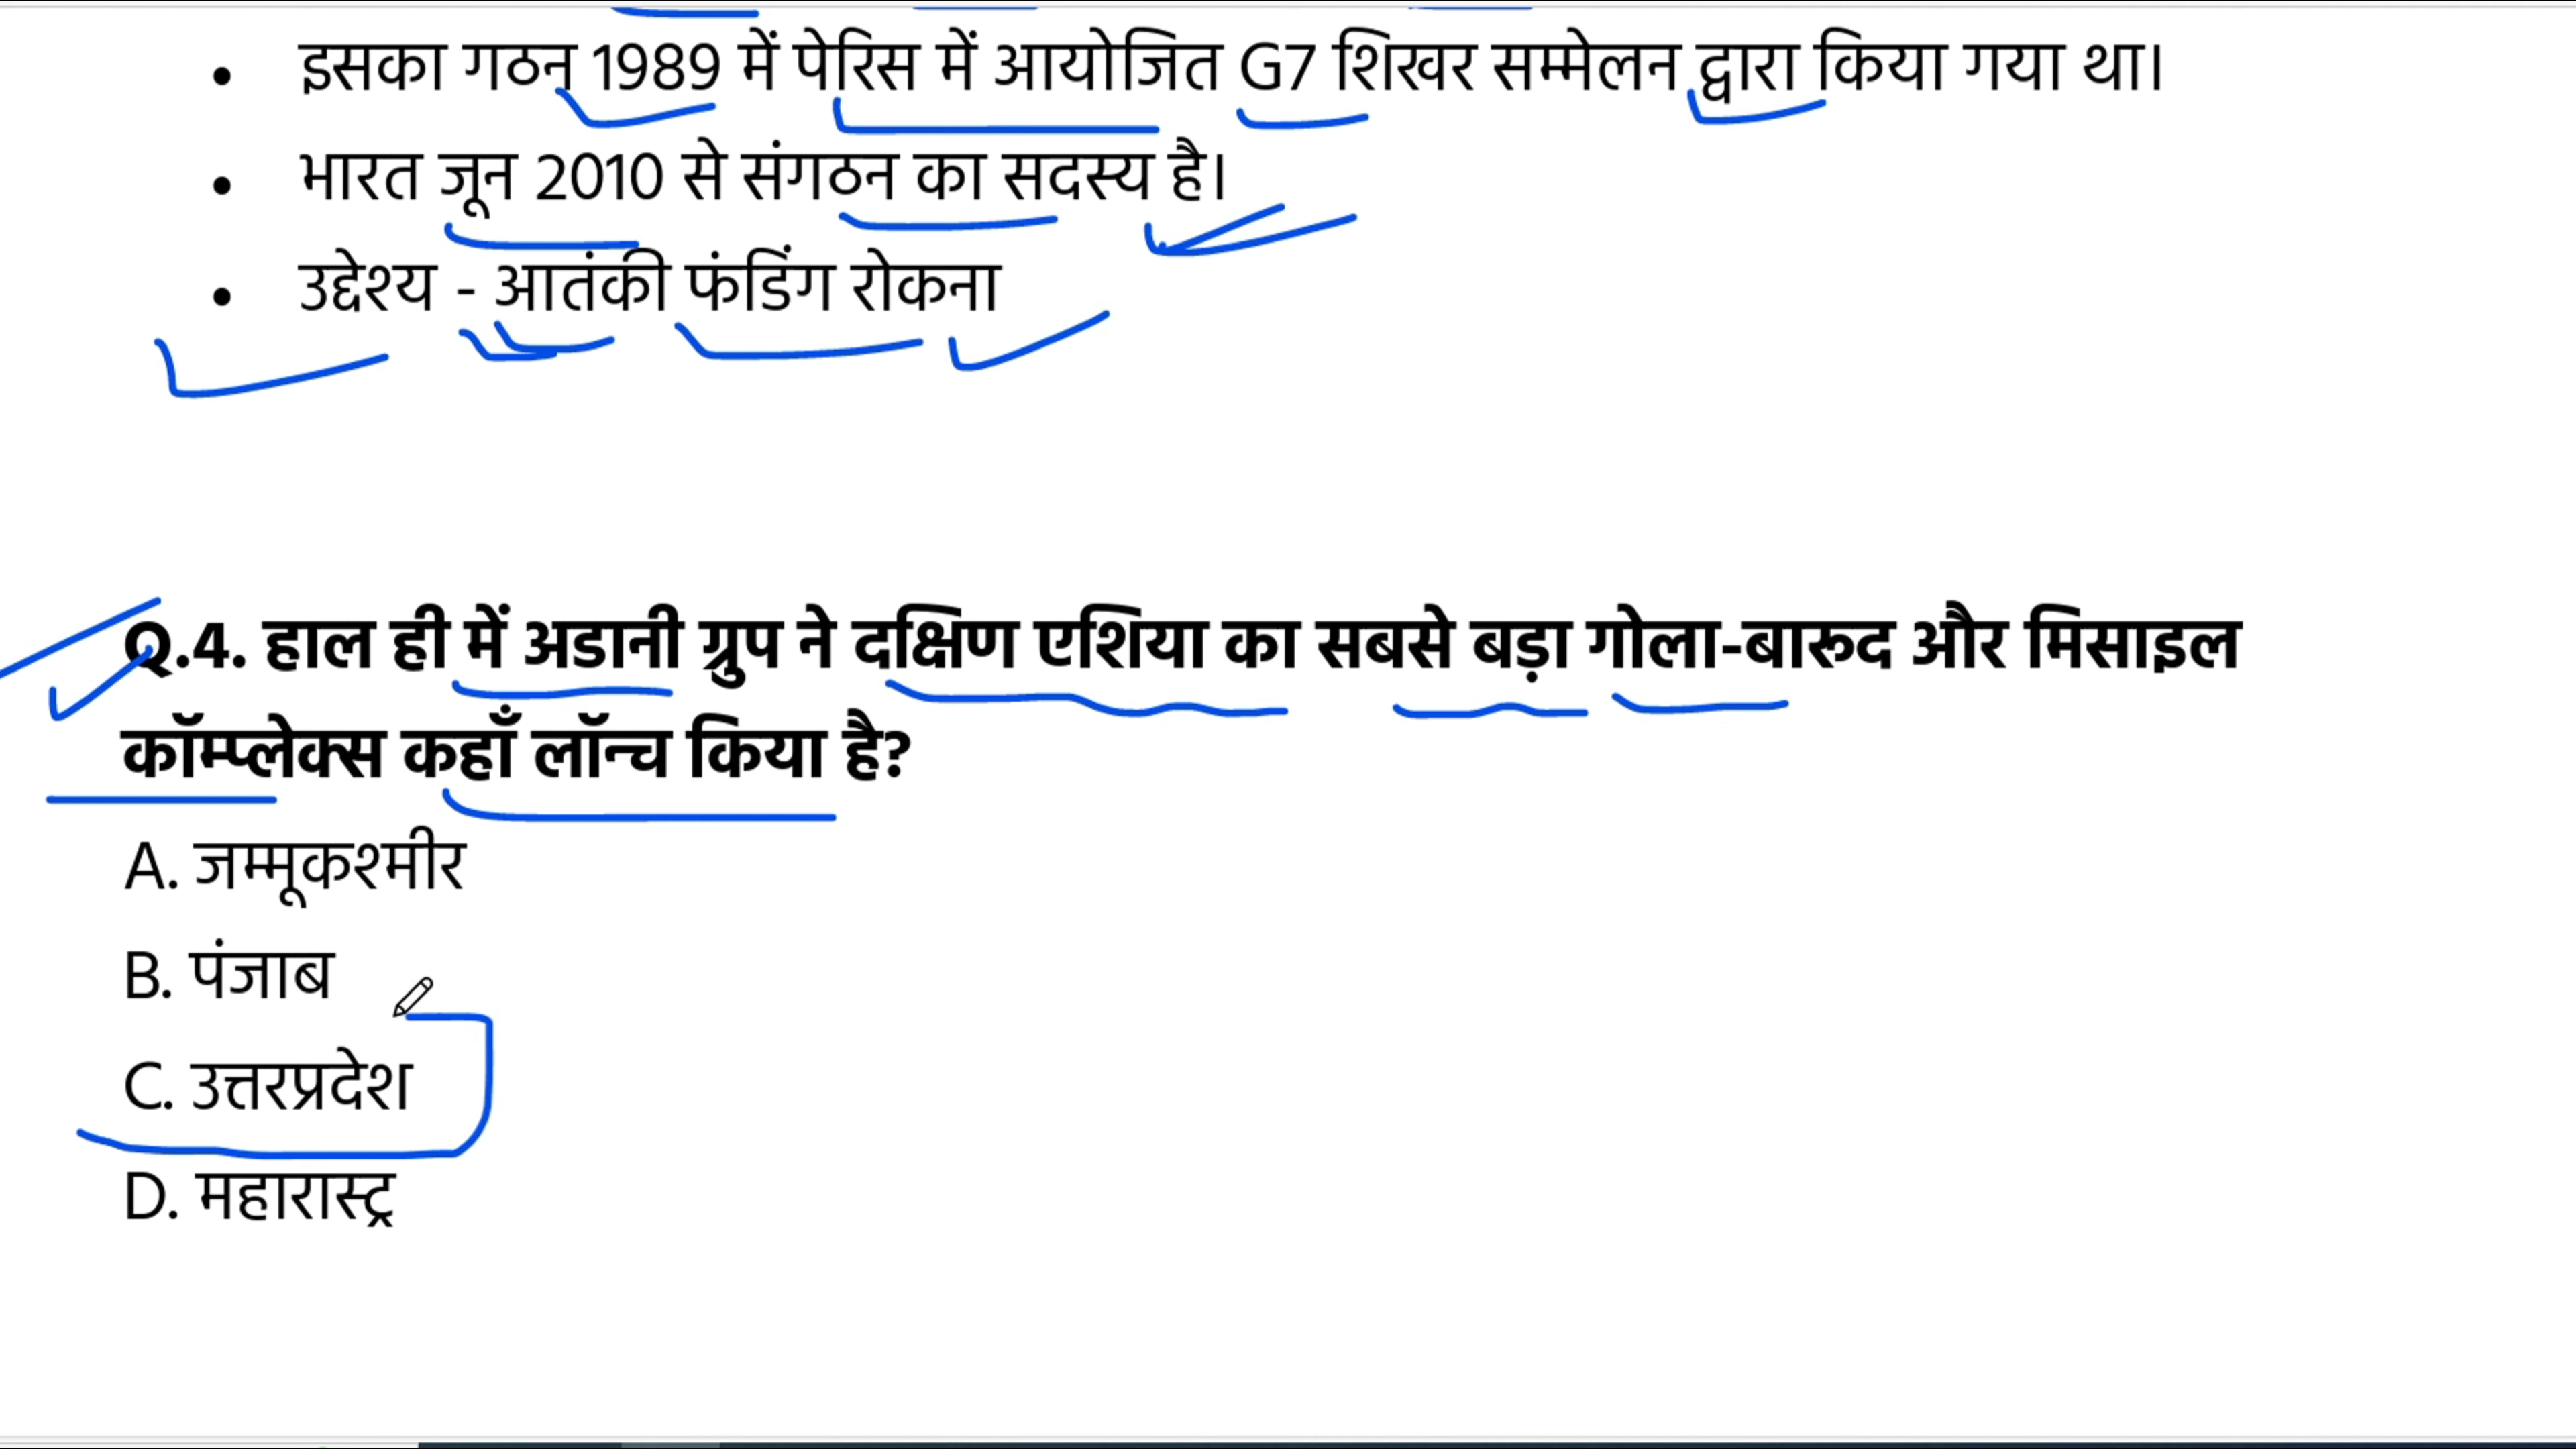 • इसका गठन 1989 में पेरिस में आयोजित G7 शिखर सम्मेलन द्वारा किया गया था।
• भारत जून 2010 से संगठन का सदस्य है।
• उद्देश्य - आतंकी फंडिंग रोकना
Q.4. हाल ही में अडानी ग्रुप ने दक्षिण एशिया का सबसे बड़ा गोला-बारूद और मिसाइल
कॉम्प्लेक्स कहाँ लॉन्च किया है?
A. जम्मूकश्मीर
B. पंजाब
C. उत्तरप्रदेश
D. महारास्ट्र